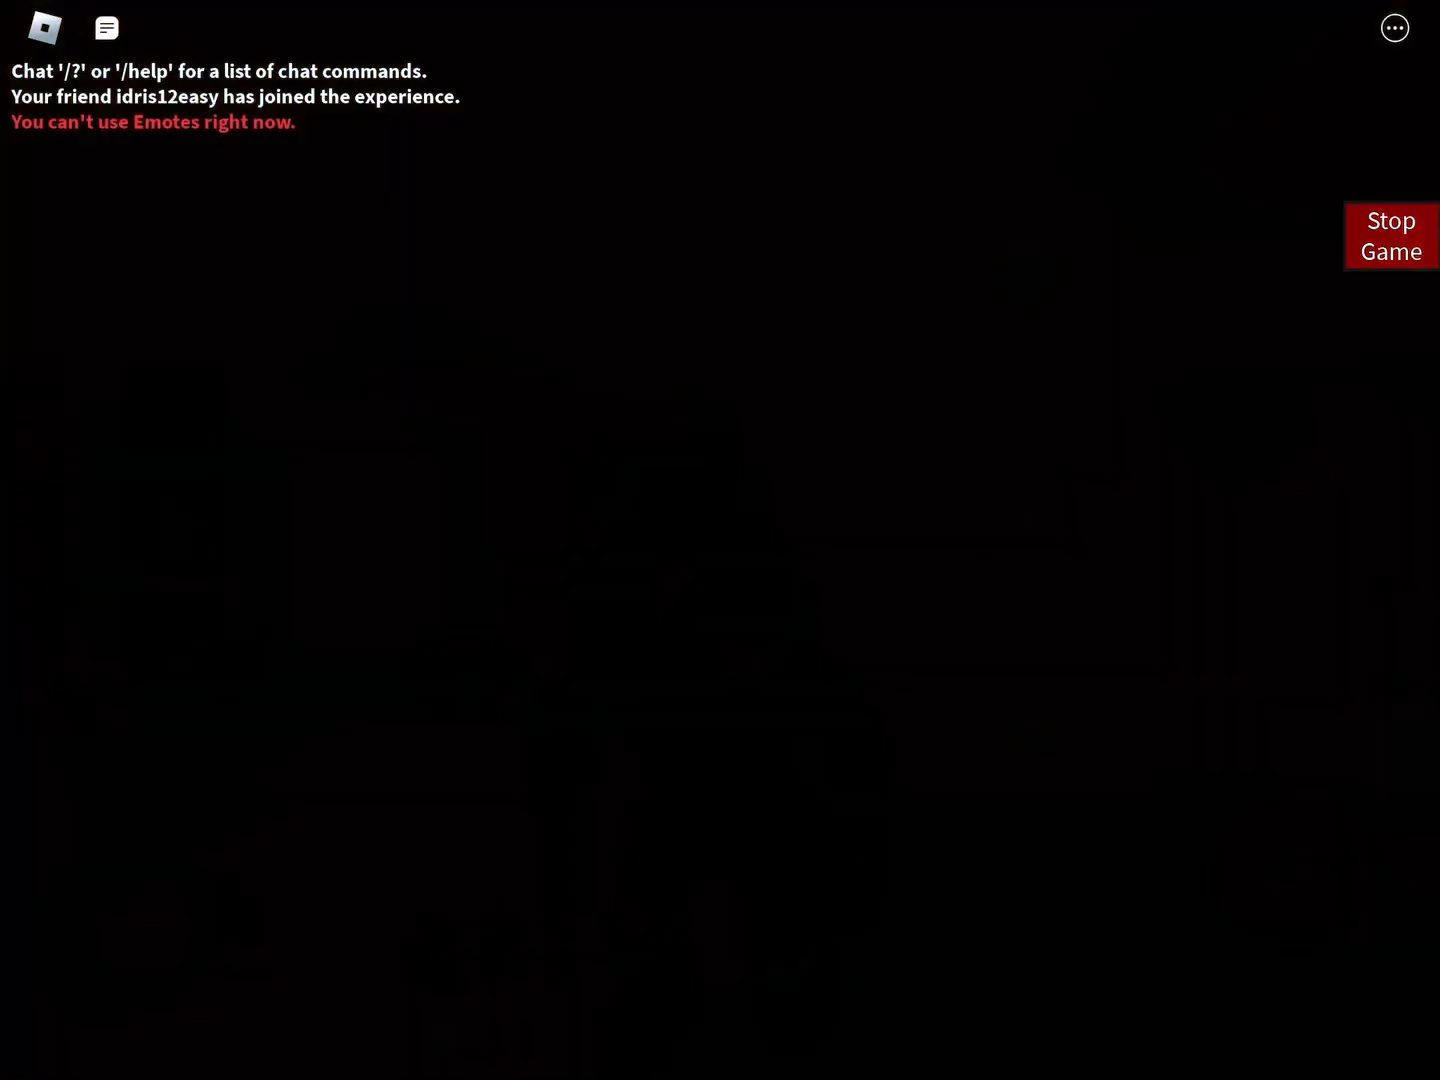 Chat '/?' or '/help' for a list of chat commands.
Your friend idris12easy has joined the experience.
You can't use Emotes right now.
Stop
Game